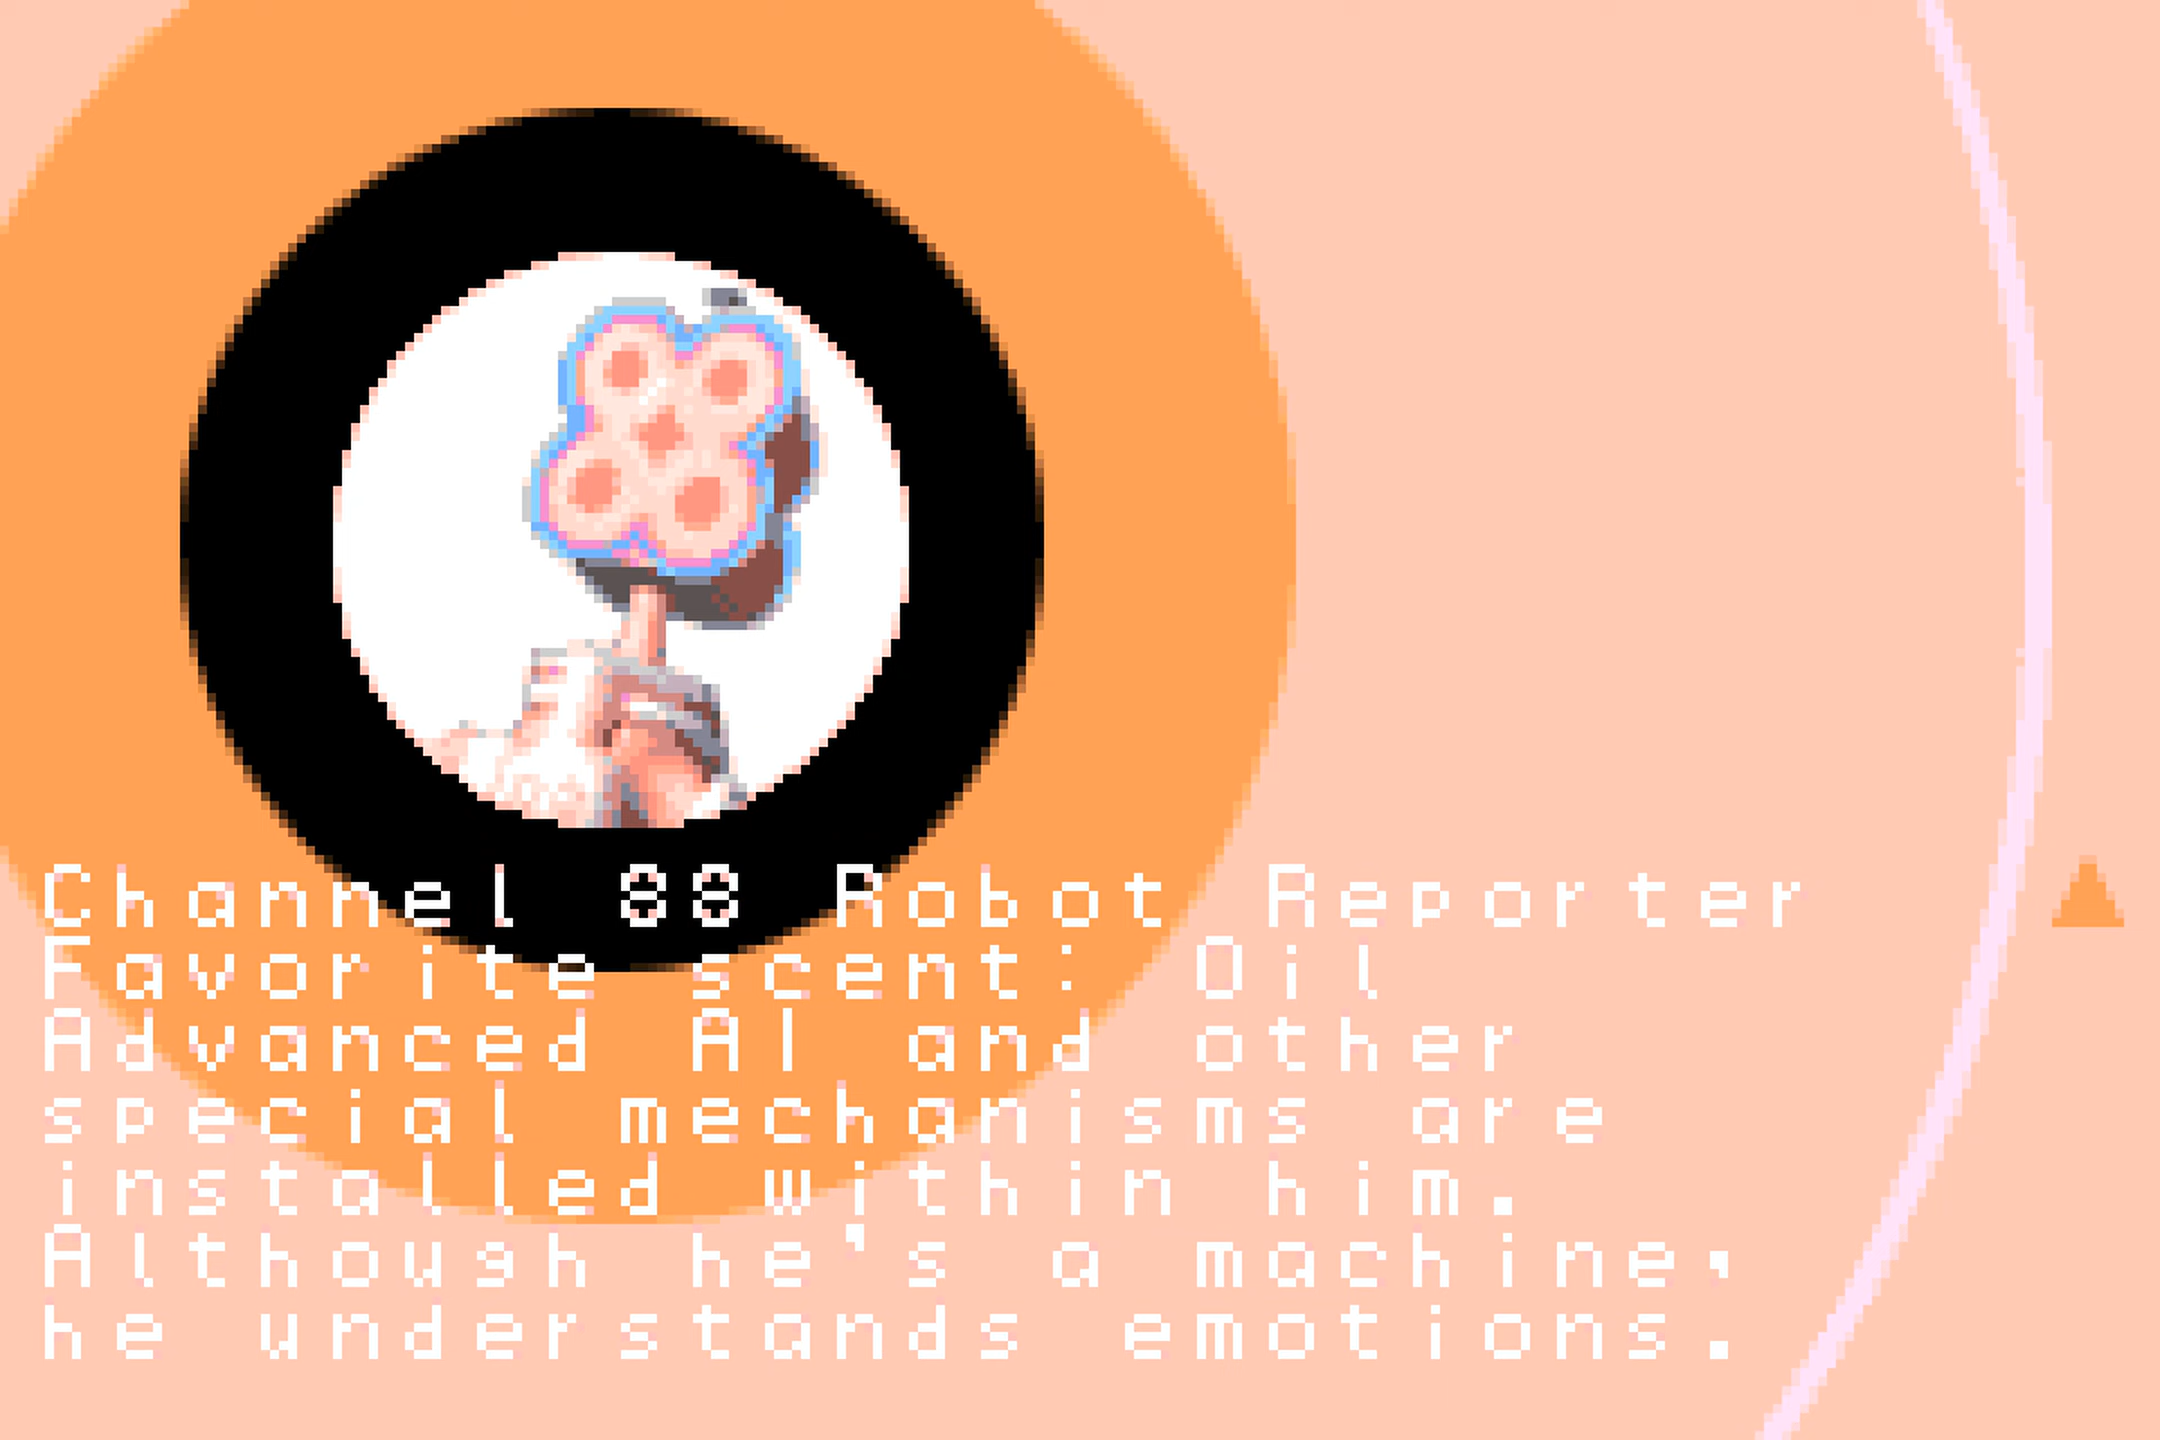 Channel 88 Robot Reporter
Favorite scent: Oil
Advanced AI and other
special mechanisms are
installed within him.
Although he's a machine,
he understands emotions.